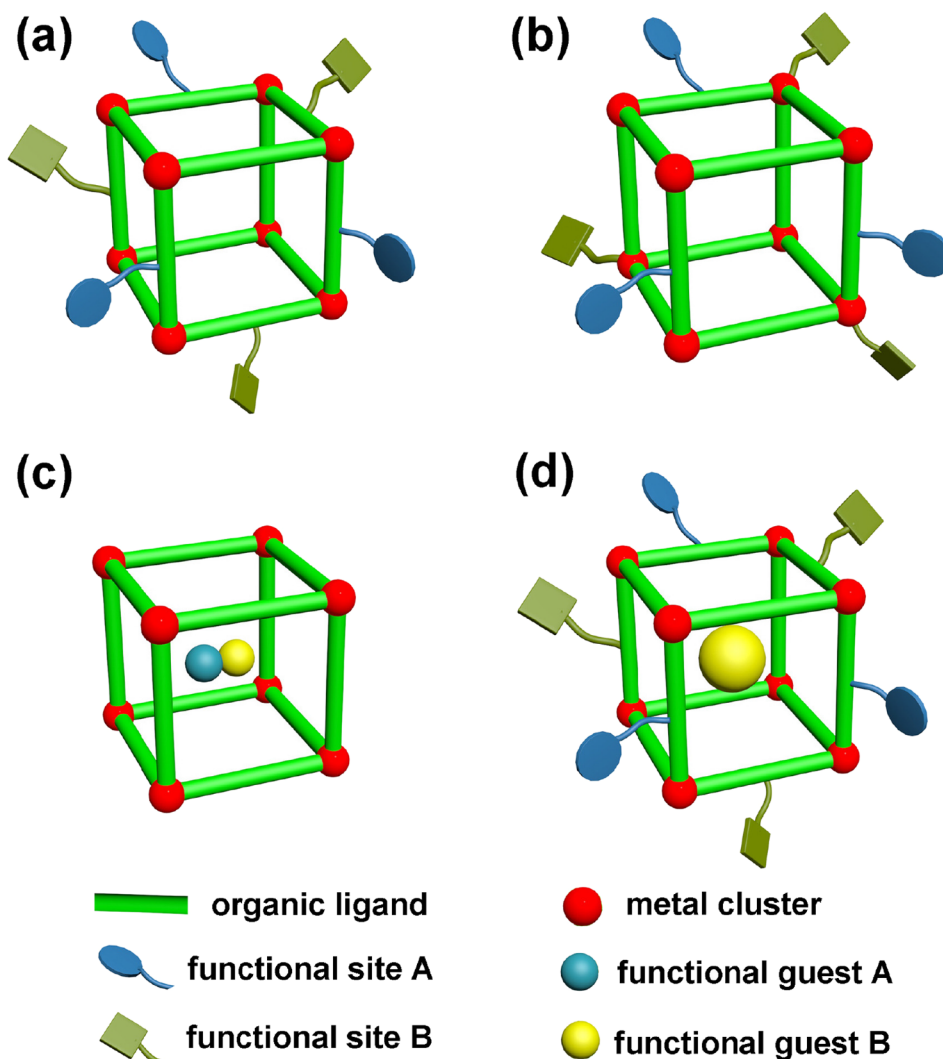 (a)
(b)
(c)
(d)
organic ligand
metal cluster
functional site A
functional guest A
functional site B
functional guest B